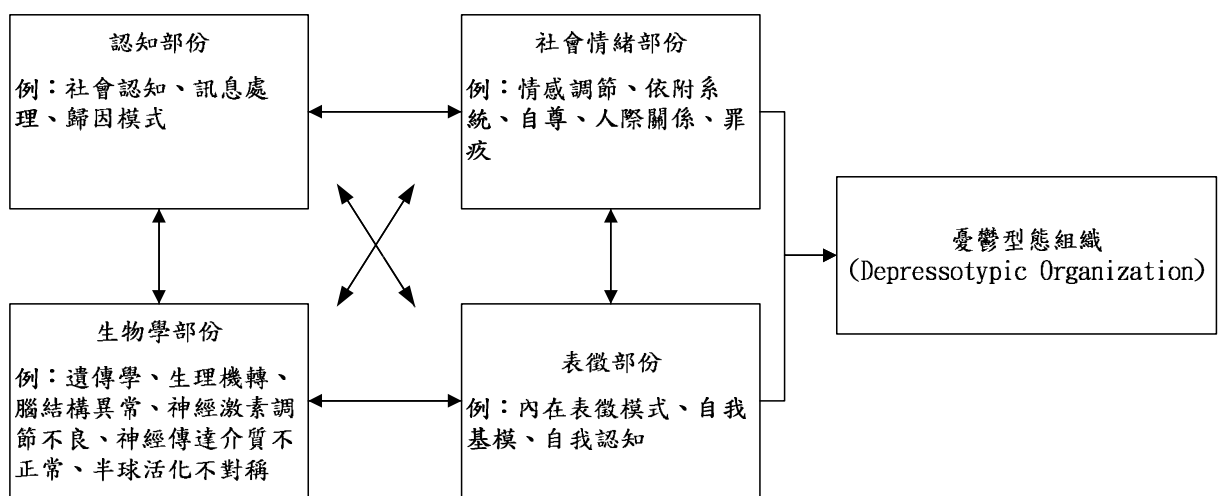 認知部份
例：社會認知、訊息處
理、歸因模式
社會情緒部份
例：情感調節、依附系
統、自尊、人際關係、罪
疚
憂鬱型態組織
(Depressotypic Organization)
生物學部份
例：遺傳學、生理機轉、
腦結構異常、神經激素調
節不良、神經傳達介質不
正常、半球活化不對稱
表徵部份
例：內在表徵模式、自我
基模、自我認知